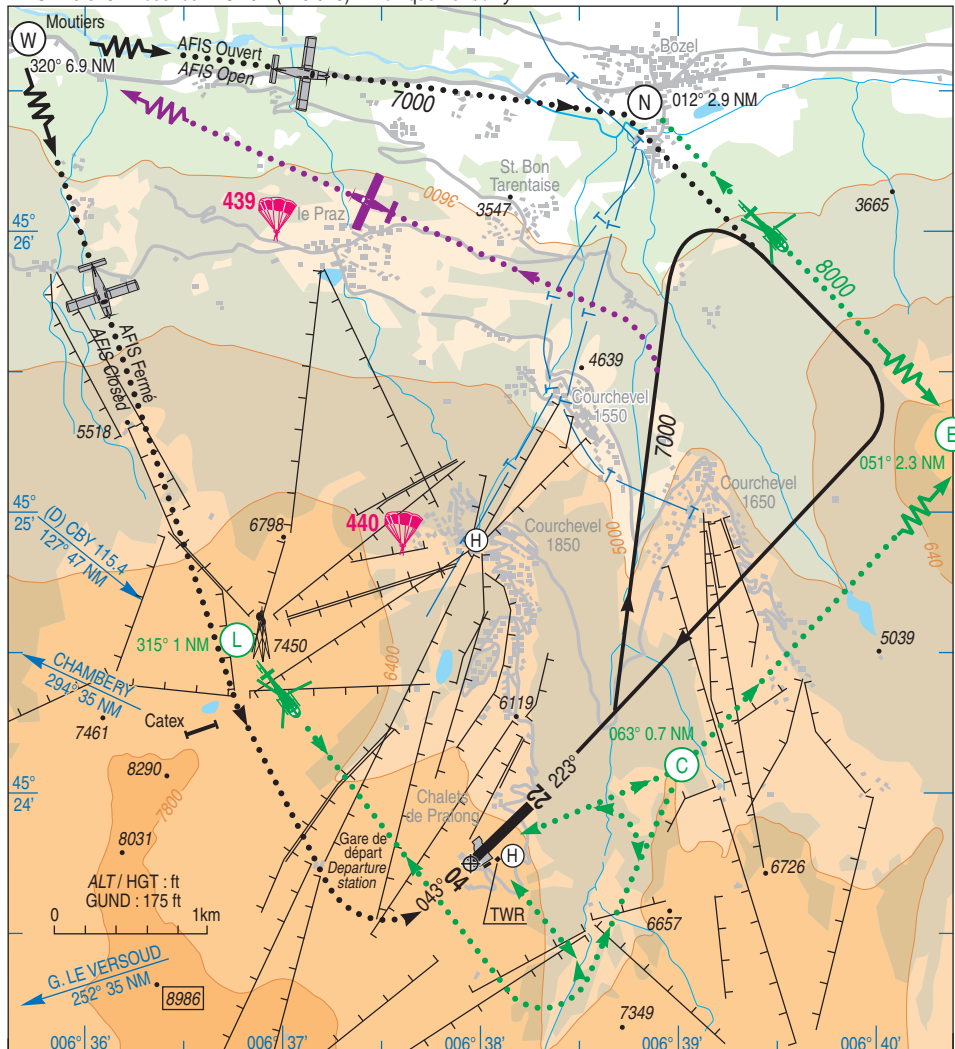 Moutiers
W
320° 6.9 NM
AFIS Ouvert
AFIS Open
7000
Bozel
N
012° 2.9 NM
St. Bon
Tarentaise
3547
3600
3665
45°
26'
439
le Praz
8000
AFIS Fermé
AFIS Closed
5518
4639
Courchevel
1550
7000
E
051° 2.3 NM
45°
25'
(D) CBY 115.4
127° 47 NM
6798
440
H
Courchevel
1850
5000
Courchevel
1650
640
315° 1 NM
L
7450
6400
5039
CHAMBERY
294° 35 NM
7461
Catex
6119
063° 0.7 NM
C
45°
24'
8290
7800
8031
Chalets
de Pralong
22
223°
Gare de
départ
Departure
station
043°
04
H
TWR
6726
6657
ALT / HGT : ft
GUND : 175 ft
0
1km
G. LE VERSOUD
252° 35 NM
8986
7349
006° 36'
006° 37'
006° 38'
006° 39'
006° 40'